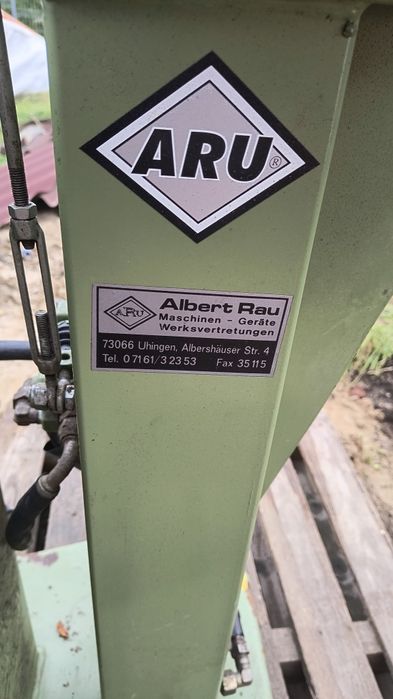 ARU®
ARU
Albert Rau
Maschinen - Geräte
Werksvertretungen
73066 Uhingen, Albershäuser Str. 4
Tel. 07161/32353 Fax 35115